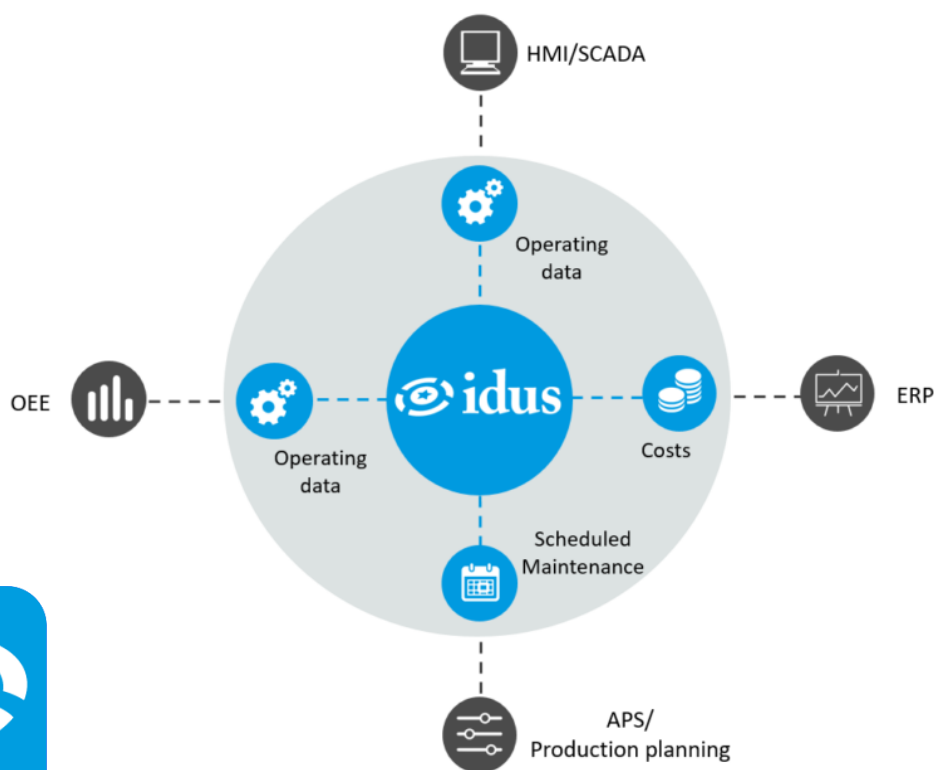 HMI/SCADA
Operating
data
idus
OEE
Operating
data
Costs
ERP
Scheduled
Maintenance
APS/
Production planning